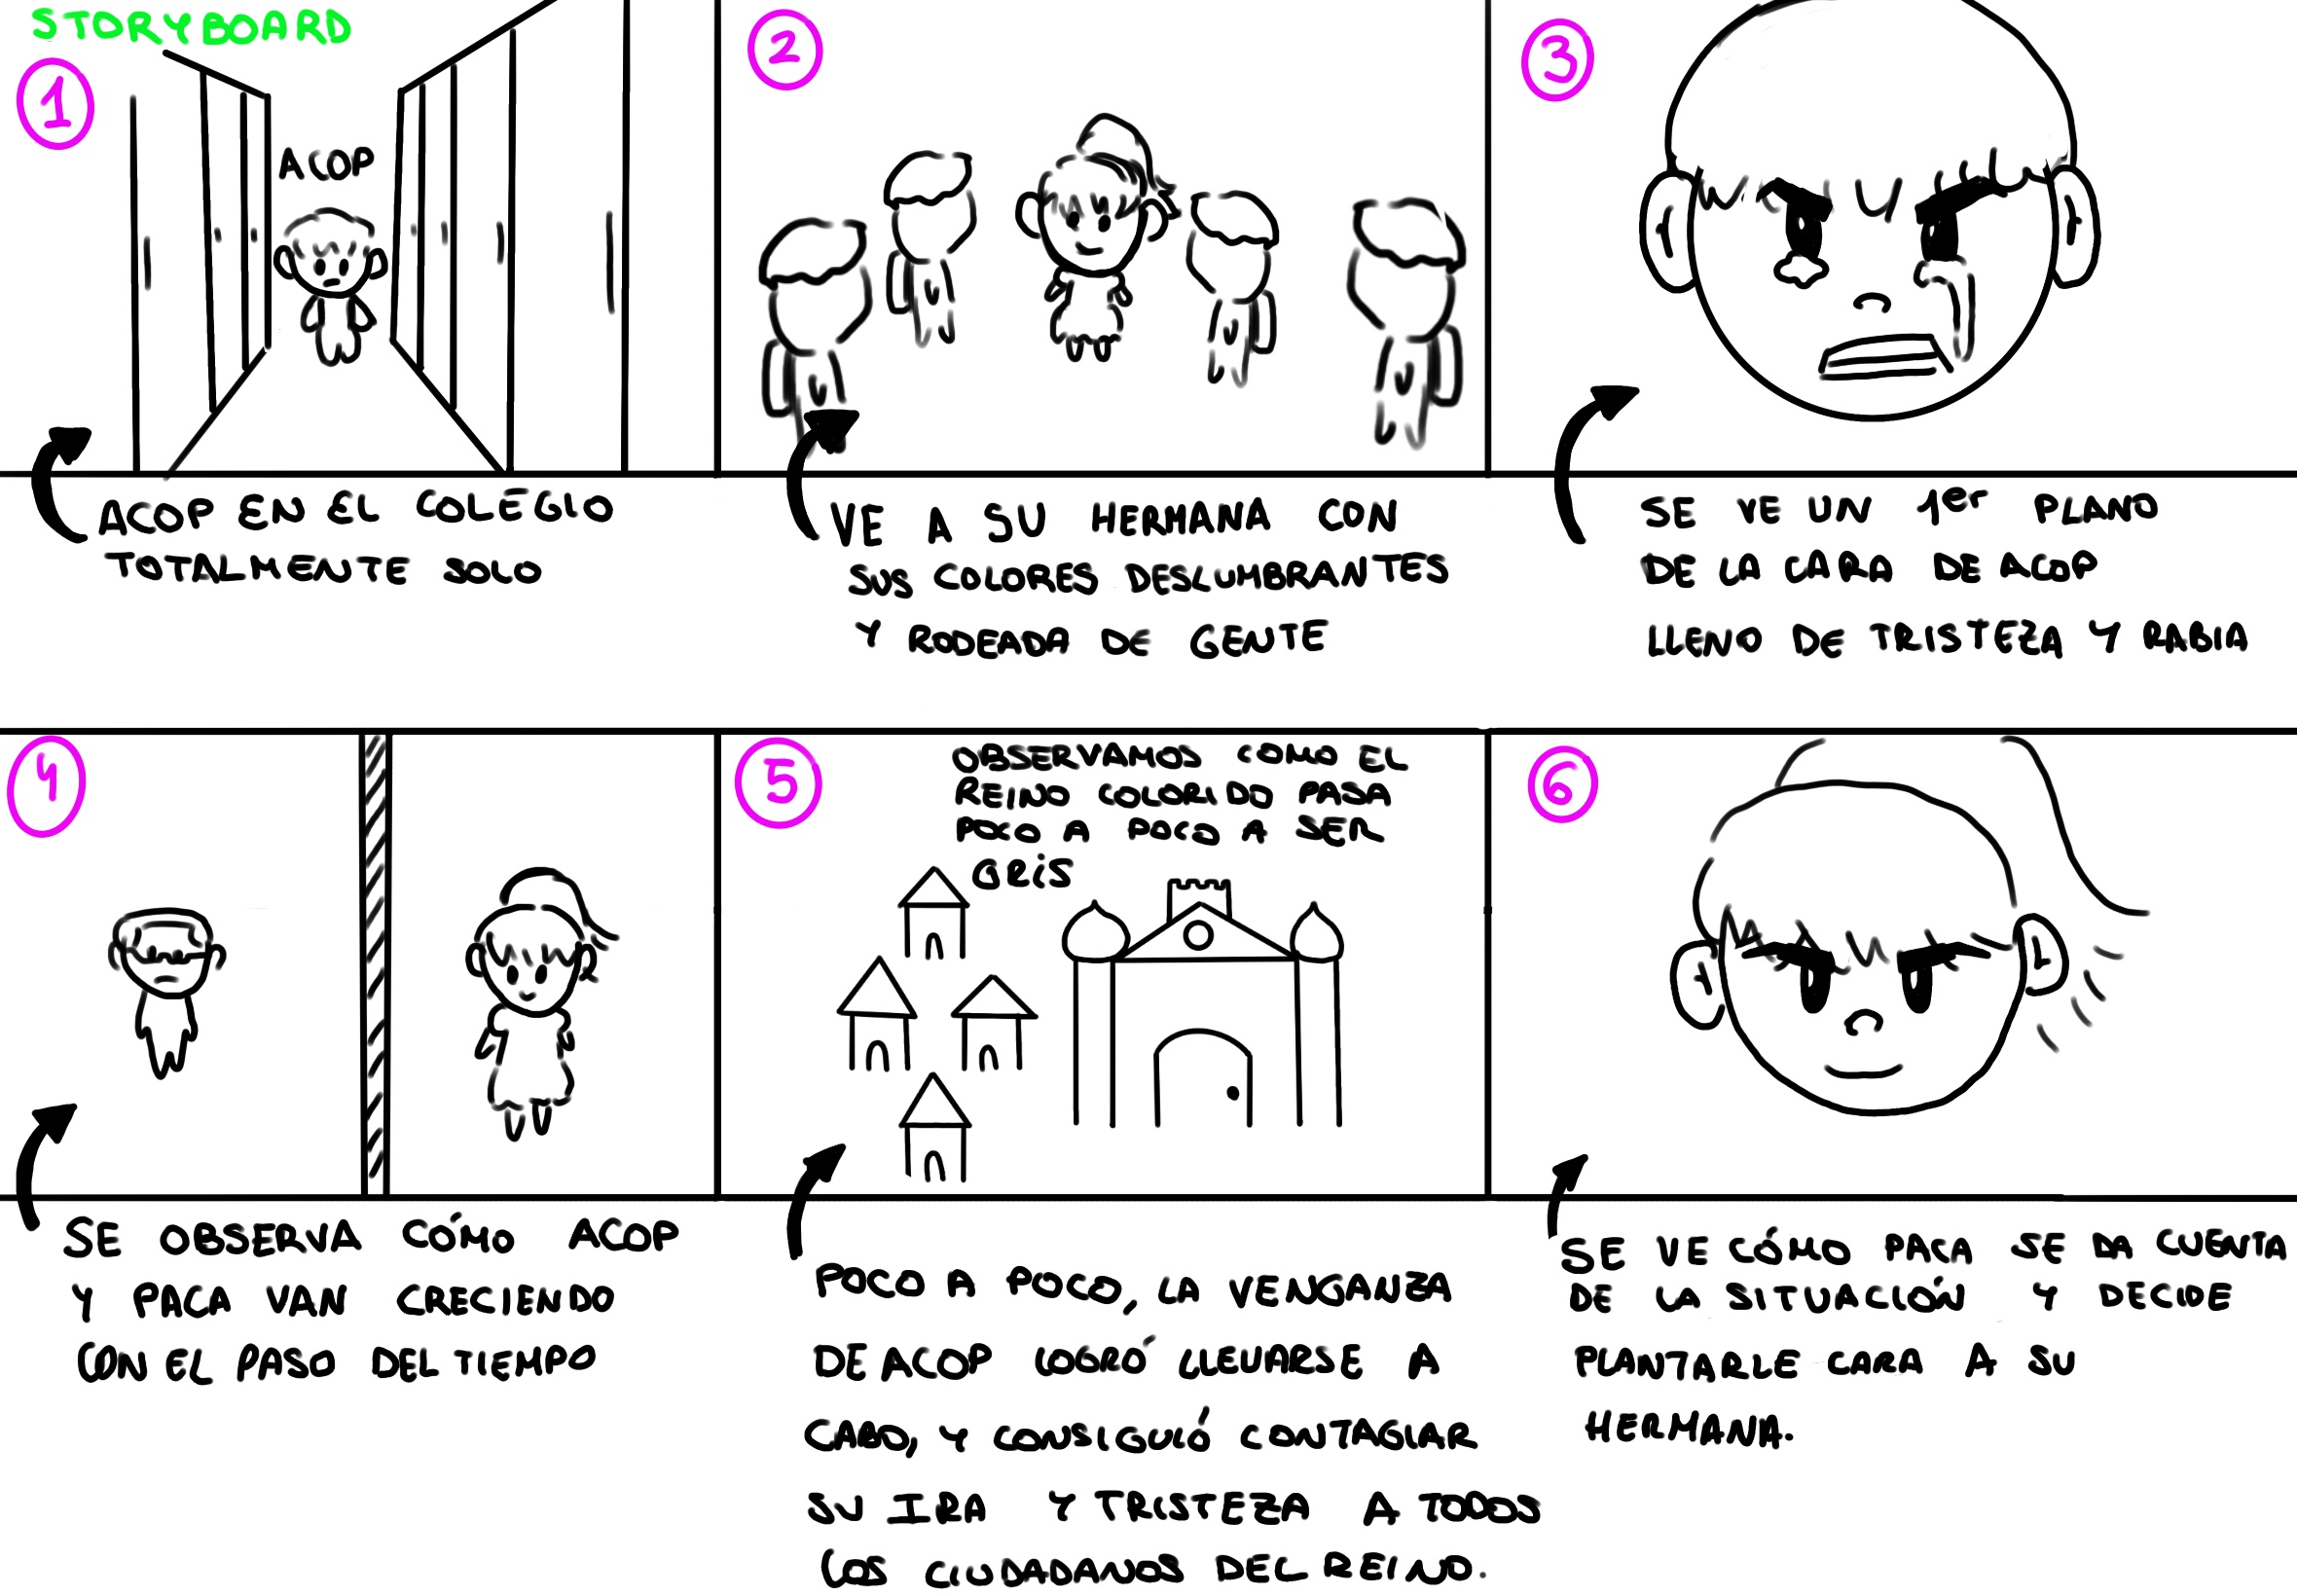 STORYBOARD
1
ACOP
ACOP EN EL COLEGIO
TOTALMENTE SOLO
2
VE A SU HERMANA CON
SUS COLORES DESLUMBRANTES
Y RODEADA DE GENTE
3
SE VE UN 1er PLANO
DE LA CARA DE ACOP
LLENO DE TRISTEZA Y RABIA
4
SE OBSERVA CÓMO ACOP
Y PACA VAN CRECIENDO
CON EL PASO DEL TIEMPO
5
OBSERVAMOS COMO EL
REINO COLORIDO PASA
POCO A POCO A SER
GRIS
POCO A POCO, LA VENGANZA
DE ACOP LOGRÓ LLEVARSE A
CABO, Y CONSIGUIÓ CONTAGIAR
SU IRA Y TRISTEZA A TODOS
LOS CIUDADANOS DEL REINO.
6
SE VE CÓMO PACA SE DA CUENTA
DE LA SITUACIÓN Y DECIDE
PLANTARLE CARA A SU
HERMANA.